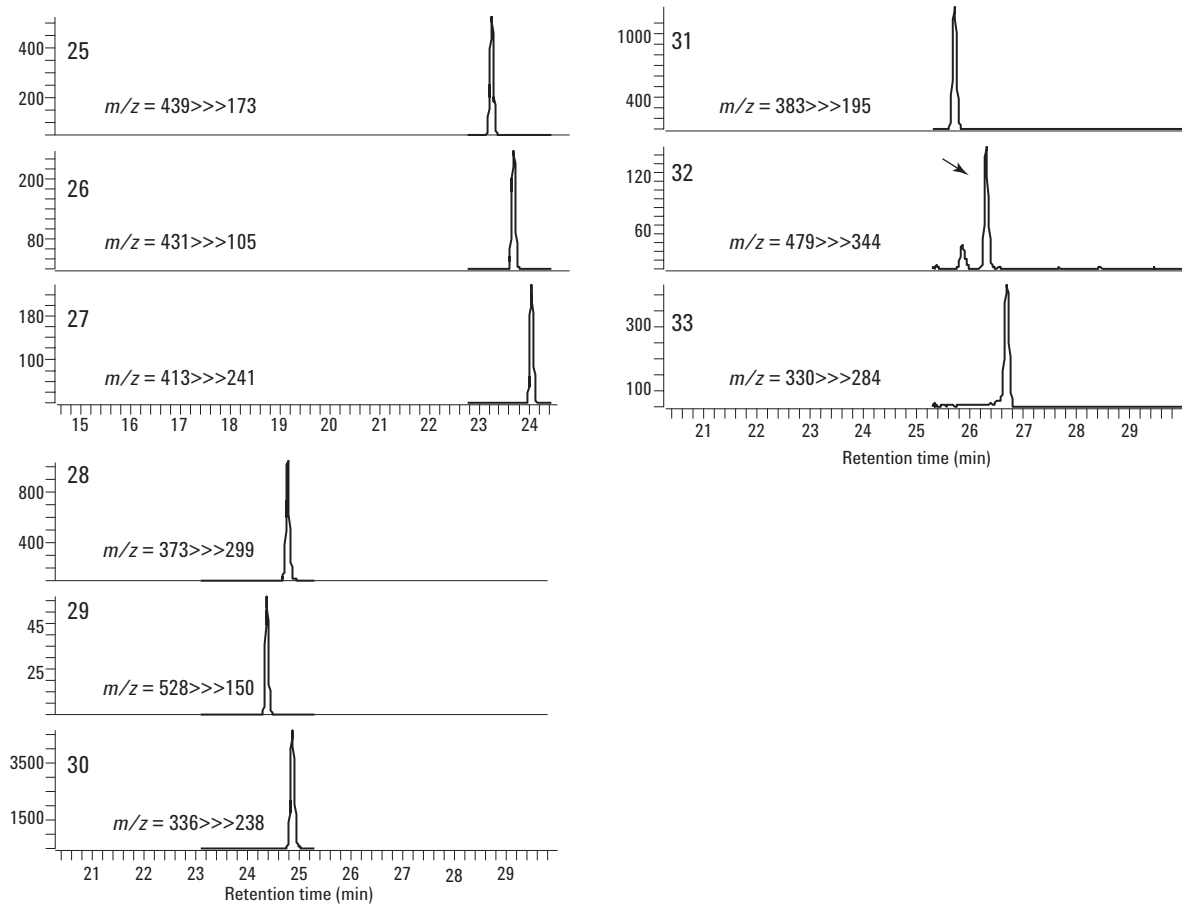 25
400
200
m/z = 439>>>173
26
200
80
m/z = 431>>>105
27
180
100
m/z = 413>>>241
15 16 17 18 19 20 21 22 23 24
28
800
400
m/z = 373>>>299
29
45
25
m/z = 528>>>150
30
3500
1500
m/z = 336>>>238
21 22 23 24 25 26 27 28 29
Retention time (min)
31
1000
400
m/z = 383>>>195
32
120
60
m/z = 479>>>344
33
300
100
m/z = 330>>>284
21 22 23 24 25 26 27 28 29
Retention time (min)